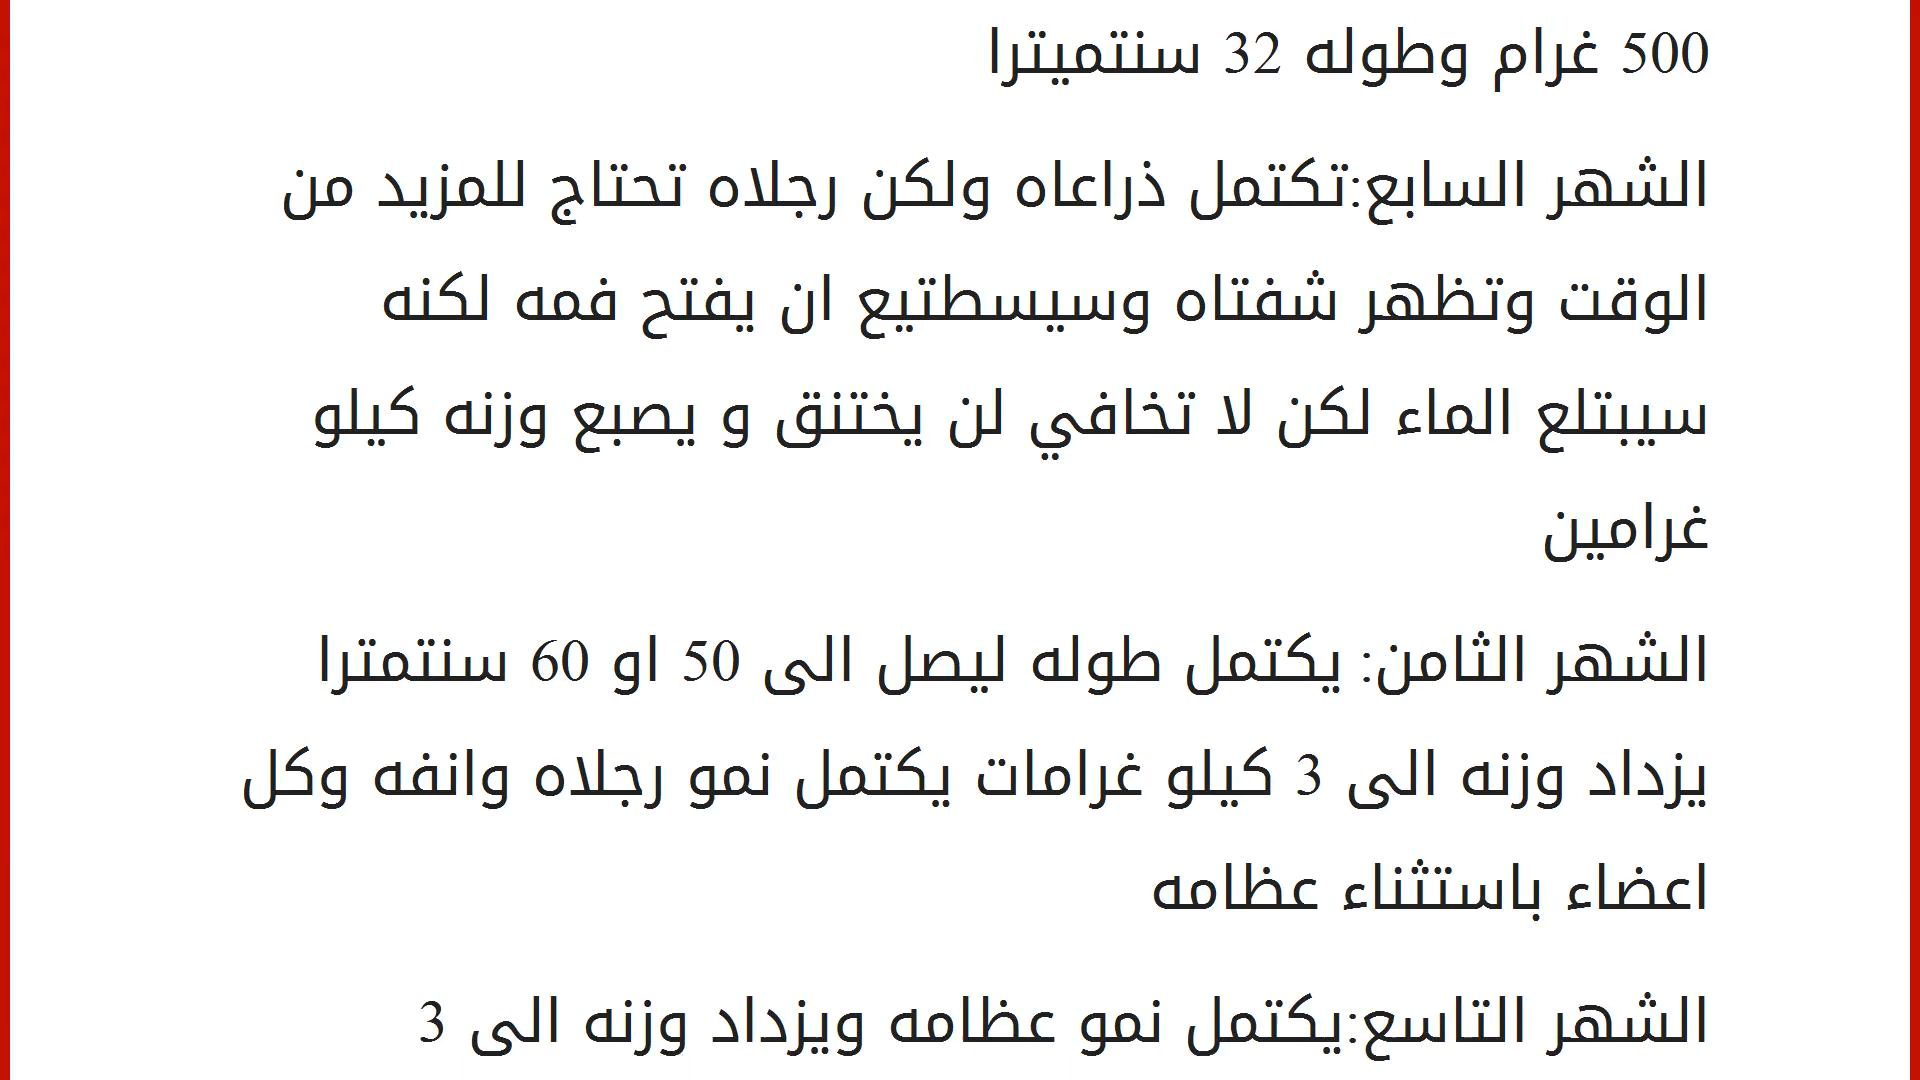 500 غرام وطوله 32 سنتميترا
الشهر السابع:تكتمل ذراعاه ولكن رجلاه تحتاج للمزيد من
الوقت وتظهر شفتاه وسيسطتيع ان يفتح فمه لكنه
سيبتلع الماء لكن لا تخافي لن يختنق و يصبع وزنه كيلو
غرامين
الشهر الثامن: يكتمل طوله ليصل الى 50 او 60 سنتمترا
يزداد وزنه الى 3 كيلو غرامات يكتمل نمو رجلاه وانفه وكل
اعضاء باستثناء عظامه
الشهر التاسع:يكتمل نمو عظامه ويزداد وزنه الى 3